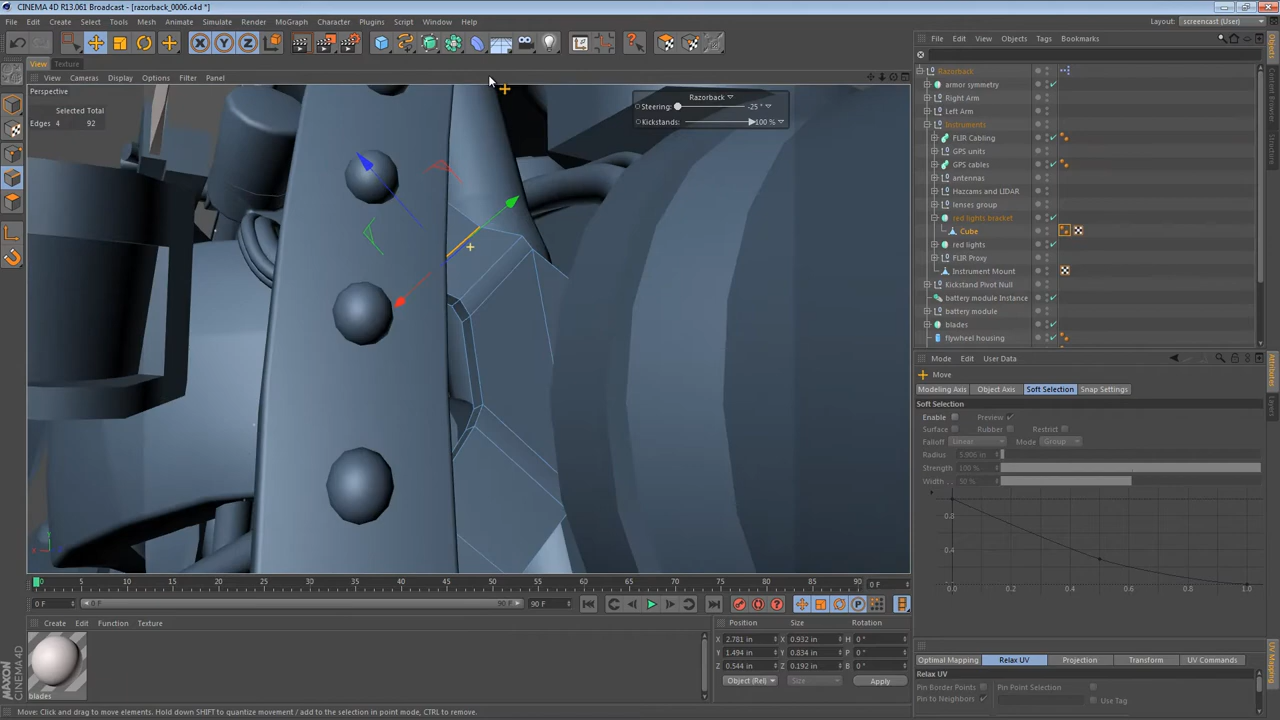 CINEMA 4D R13.061 Broadcast - [razorback_0006.c4d *]
File Edit Create Select Tools Mesh Animate Simulate Render MoGraph Character Plugins Script Window Help
Layout: screencast (User)
View Texture
View Cameras Display Options Filter Panel
Perspective
Selected Total
Edges 4 92
Razorback
Steering: -25 °
Kickstands: 100 %
File Edit View Objects Tags Bookmarks
Razorback
armor symmetry
Right Arm
Left Arm
Instruments
FLIR Cabling
GPS units
GPS cables
antennas
Hazcams and LIDAR
lenses group
red lights bracket
Cube
red lights
FLIR Proxy
Instrument Mount
Kickstand Pivot Null
battery module Instance
battery module
blades
flywheel housing
Objects
Content Browser
Structure
Mode Edit User Data
Move
Modeling Axis Object Axis Soft Selection Snap Settings
Soft Selection
Enable Preview
Surface Rubber Restrict
Falloff Linear Mode Group
Radius 5.906 in
Strength 100 %
Width . . 50 %
0.8
0.4
0.0 0.2 0.4 0.6 0.8 1.0
Attributes
Layers
0 5 10 15 20 25 30 35 40 45 50 55 60 65 70 75 80 85 90 0 F
0 F 0 F 90 F 90 F
Create Edit Function Texture
blades
MAXON CINEMA 4D
Position Size Rotation
X 2.781 in X 0.932 in H 0 °
Y 1.494 in Y 0.834 in P 0 °
Z 0.544 in Z 0.192 in B 0 °
Object (Rel) Size Apply
Optimal Mapping Relax UV Projection Transform UV Commands
Relax UV
Pin Border Points Pin Point Selection
Pin to Neighbors Use Tag
UV Mapping
Move: Click and drag to move elements. Hold down SHIFT to quantize movement / add to the selection in point mode, CTRL to remove.